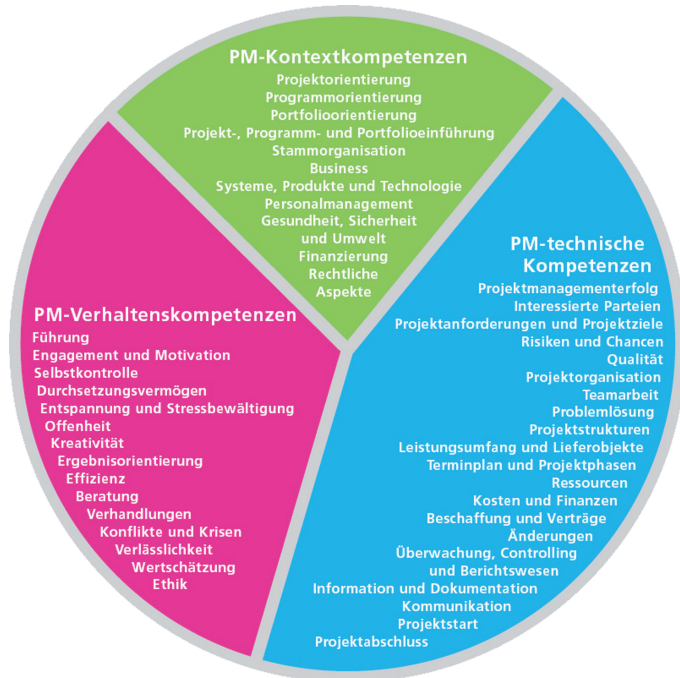 PM-Kontextkompetenzen
Projektorientierung
Programmorientierung
Portfolioorientierung
Projekt-, Programm- und Portfolioeinführung
Stammorganisation
Business
Systeme, Produkte und Technologie
Personalmanagement
Gesundheit, Sicherheit
und Umwelt
Finanzierung
Rechtliche
Aspekte
PM-technische
Kompetenzen
Projektmanagementerfolg
Interessierte Parteien
Projektanforderungen und Projektziele
Risiken und Chancen
Qualität
Projektorganisation
Teamarbeit
Problemlösung
Projektstrukturen
Leistungsumfang und Lieferobjekte
Terminplan und Projektphasen
Ressourcen
Kosten und Finanzen
Beschaffung und Verträge
Änderungen
Überwachung, Controlling
und Berichtswesen
Information und Dokumentation
Kommunikation
Projektstart
Projektabschluss
PM-Verhaltenskompetenzen
Führung
Engagement und Motivation
Selbstkontrolle
Durchsetzungsvermögen
Entspannung und Stressbewältigung
Offenheit
Kreativität
Ergebnisorientierung
Effizienz
Beratung
Verhandlungen
Konflikte und Krisen
Verlässlichkeit
Wertschätzung
Ethik